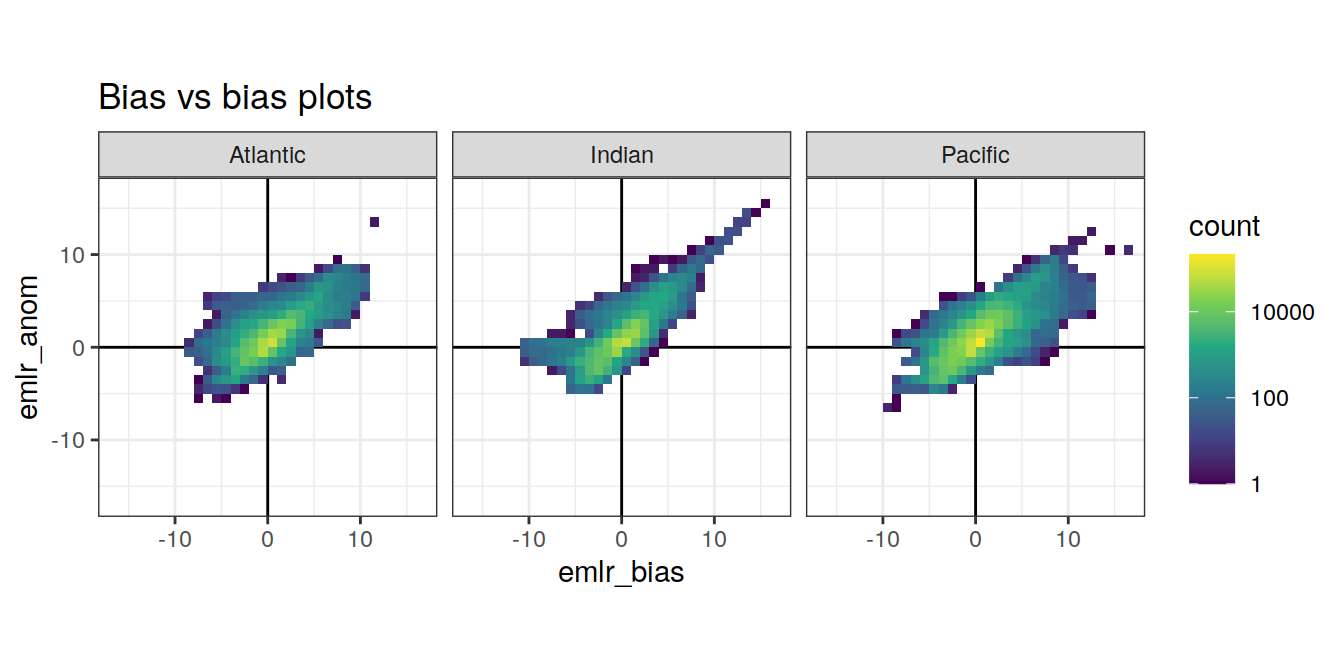 Bias vs bias plots
Atlantic Indian Pacific
count
10000
100
1
emlr_anom
10
0
-10
-10 0 10 -10 0 10 -10 0 10
emlr_bias